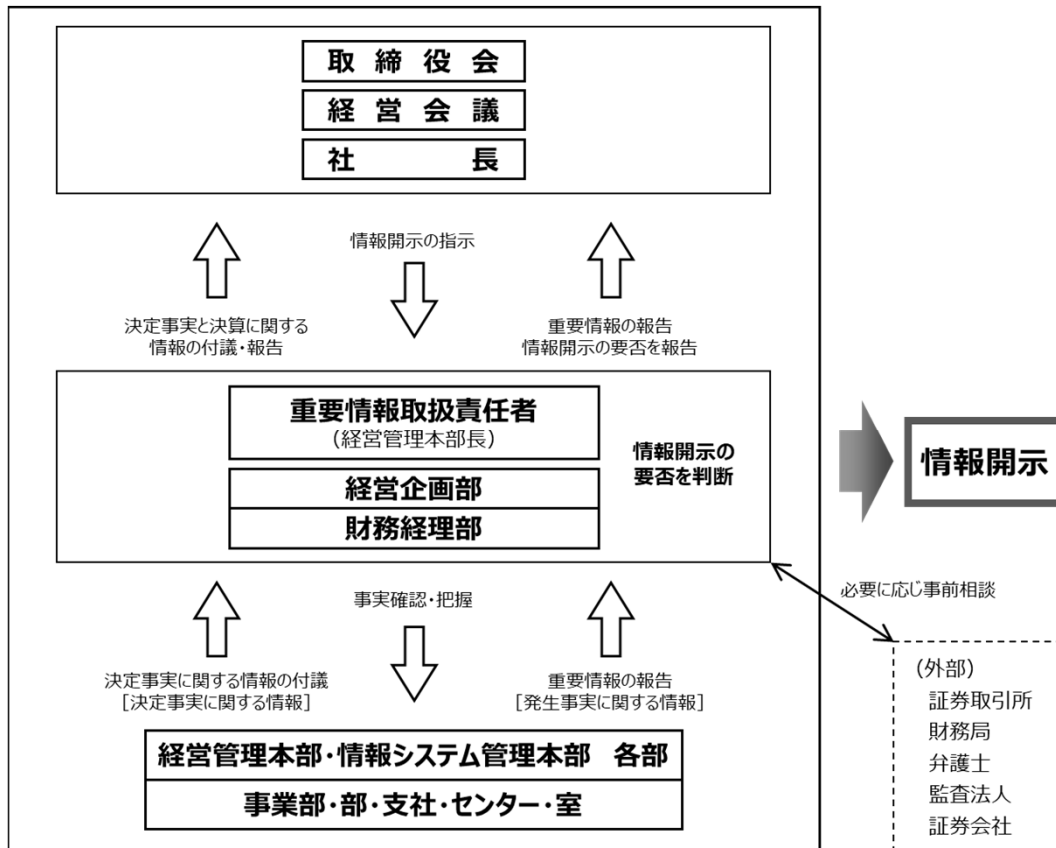 取締役会
経営会議
社長
情報開示の指示
決定事実と決算に関する
情報の付議・報告
重要情報の報告
情報開示の要否を報告
重要情報取扱責任者
（経営管理本部長）
情報開示の
要否を判断
経営企画部
財務経理部
情報開示
事実確認・把握
必要に応じ事前相談
決定事実に関する情報の付議
［決定事実に関する情報］
重要情報の報告
［発生事実に関する情報］
経営管理本部・情報システム管理本部 各部
事業部・部・支社・センター・室
（外部）
証券取引所
財務局
弁護士
監査法人
証券会社